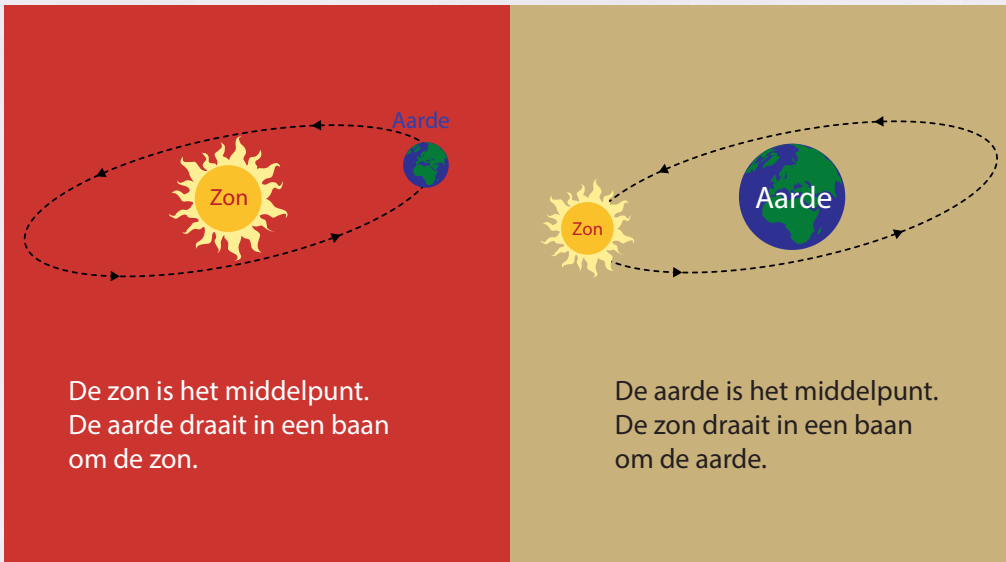 Aarde
Zon
De zon is het middelpunt.
De aarde draait in een baan
om de zon.
Aarde
Zon
De aarde is het middelpunt.
De zon draait in een baan
om de aarde.